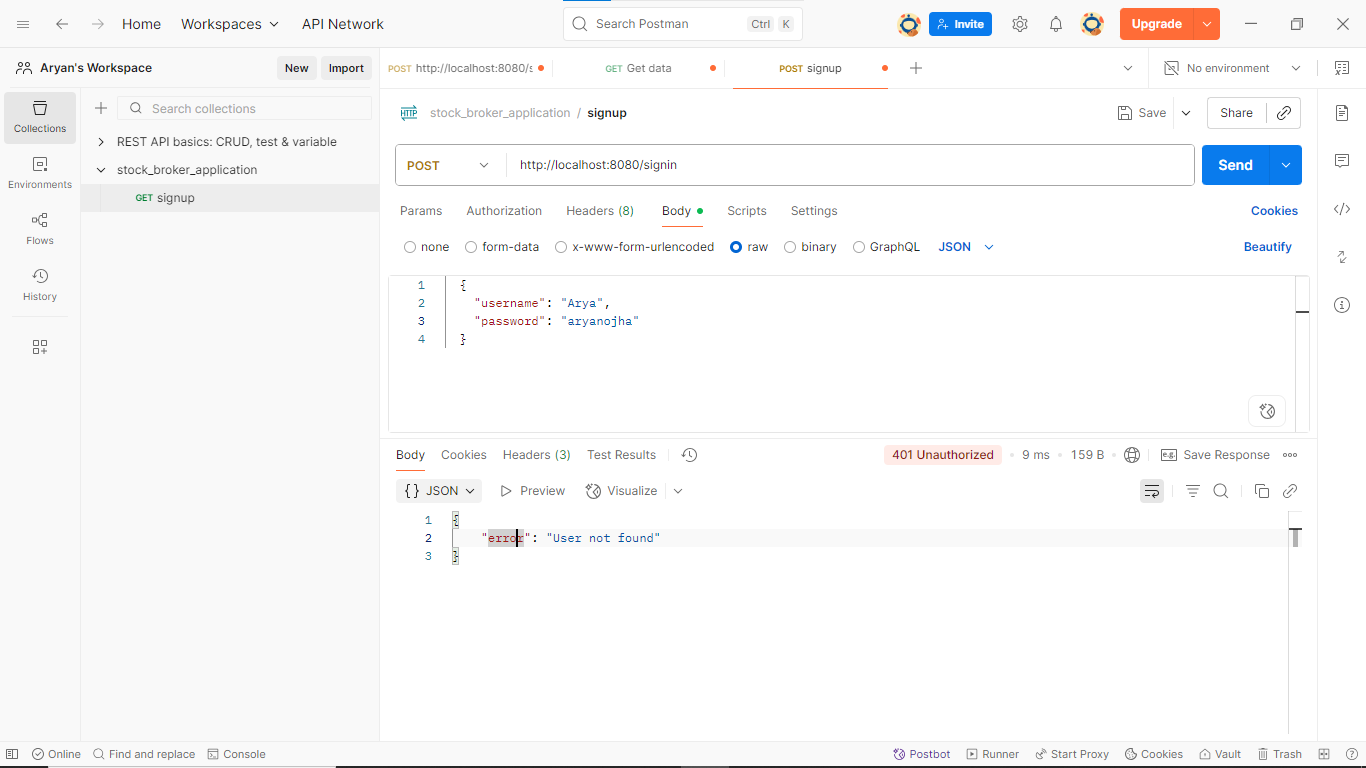 Home Workspaces API Network Search Postman Ctrl K Invite Upgrade
Aryan's Workspace New Import POST http://localhost:8080/s GET Get data POST signup No environment
Collections
Environments
Flows
History
Search collections
REST API basics: CRUD, test & variable
stock_broker_application
GET signup
HTTP stock_broker_application / signup Save Share
POST http://localhost:8080/signin Send
Params Authorization Headers (8) Body Scripts Settings Cookies
none form-data x-www-form-urlencoded raw binary GraphQL JSON Beautify
1 {
2 "username": "Arya",
3 "password": "aryanojha"
4 }
Body Cookies Headers (3) Test Results 401 Unauthorized 9 ms 159 B e.g. Save Response
{} JSON Preview Visualize
1 {
2 "error": "User not found"
3 }
Online Find and replace Console Postbot Runner Start Proxy Cookies Vault Trash